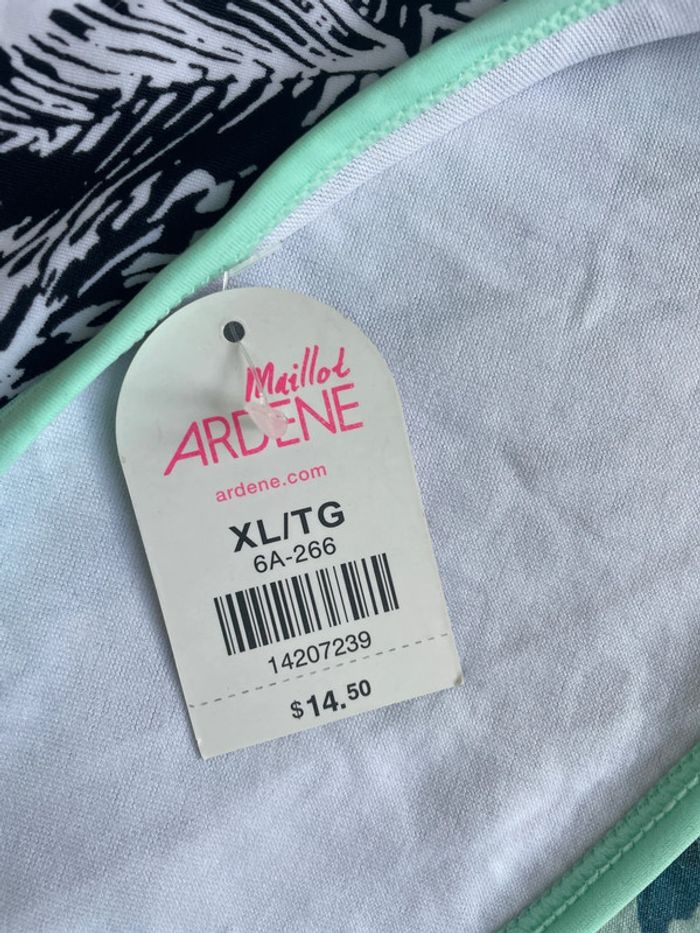 Maillot
ARDENE
ardene.com
XL/TG
6A-266
14207239
$14.50